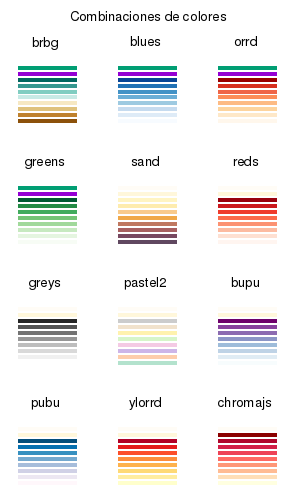 Combinaciones de colores
brbg blues orrd
greens sand reds
greys pastel2 bupu
pubu ylorrd chromajs